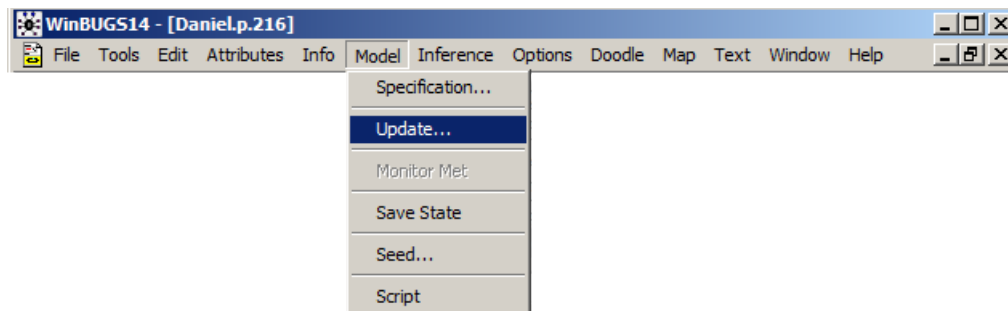 WinBUGS14 - [Daniel.p.216]
File Tools Edit Attributes Info Model Inference Options Doodle Map Text Window Help
Specification...
Update...
Monitor Met
Save State
Seed...
Script